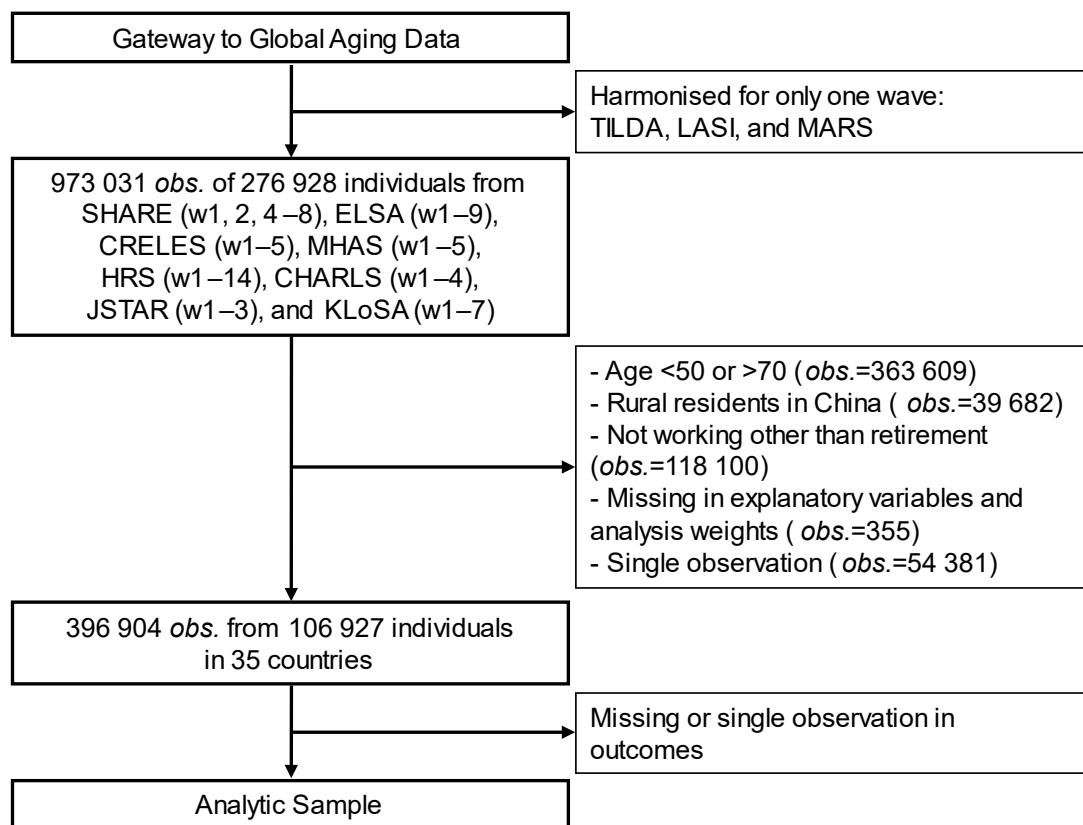 Gateway to Global Aging Data
Harmonised for only one wave:
TILDA, LASI, and MARS
973 031 obs. of 276 928 individuals from
SHARE (w1, 2, 4–8), ELSA (w1–9),
CRELES (w1–5), MHAS (w1–5),
HRS (w1–14), CHARLS (w1–4),
JSTAR (w1–3), and KLoSA (w1–7)
- Age <50 or >70 (obs.=363 609)
- Rural residents in China ( obs.=39 682)
- Not working other than retirement
(obs.=118 100)
- Missing in explanatory variables and
analysis weights ( obs.=355)
- Single observation ( obs.=54 381)
396 904 obs. from 106 927 individuals
in 35 countries
Missing or single observation in
outcomes
Analytic Sample